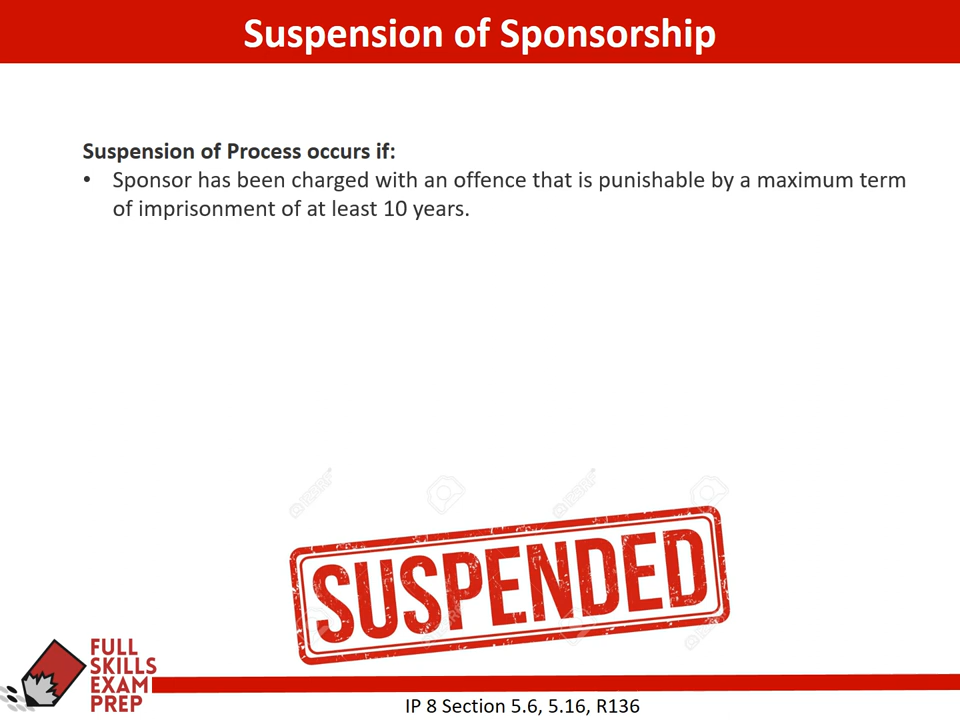 Suspension of Sponsorship
Suspension of Process occurs if:
• Sponsor has been charged with an offence that is punishable by a maximum term
of imprisonment of at least 10 years.
SUSPENDED
FULL
SKILLS
EXAM
PREP
IP 8 Section 5.6, 5.16, R136